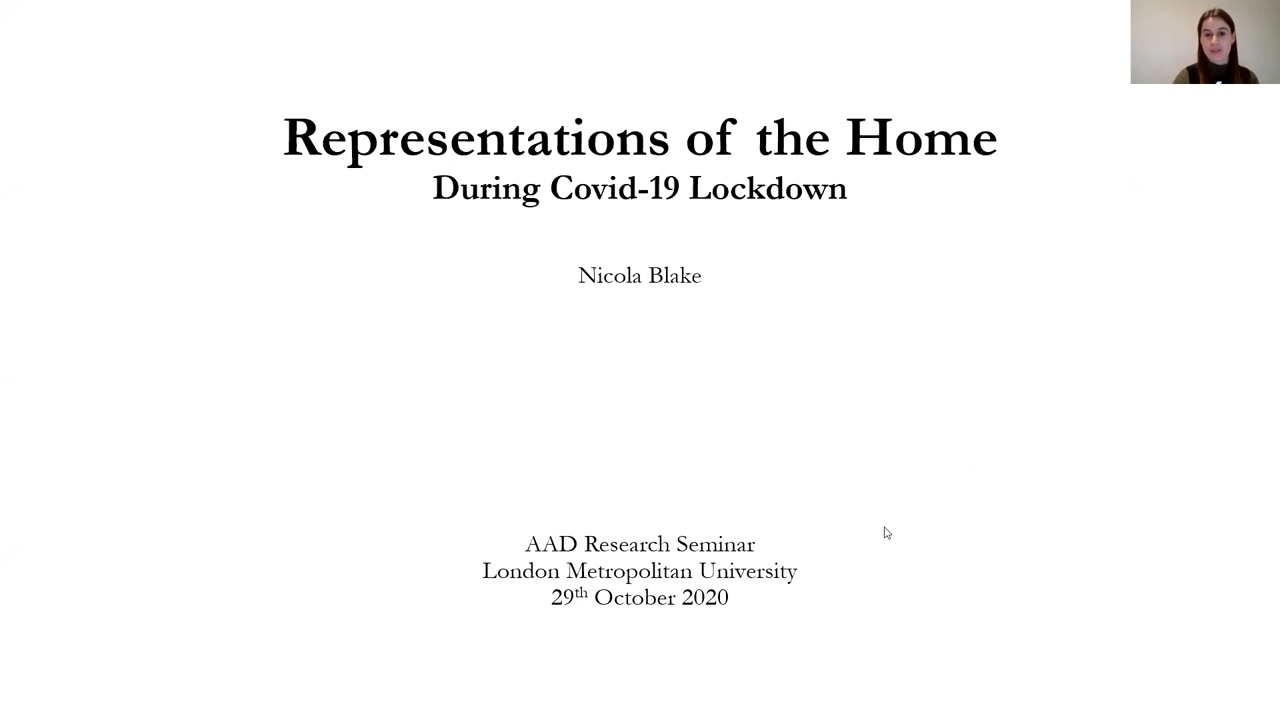 Representations of the Home
During Covid-19 Lockdown
Nicola Blake
AAD Research Seminar
London Metropolitan University
29th October 2020